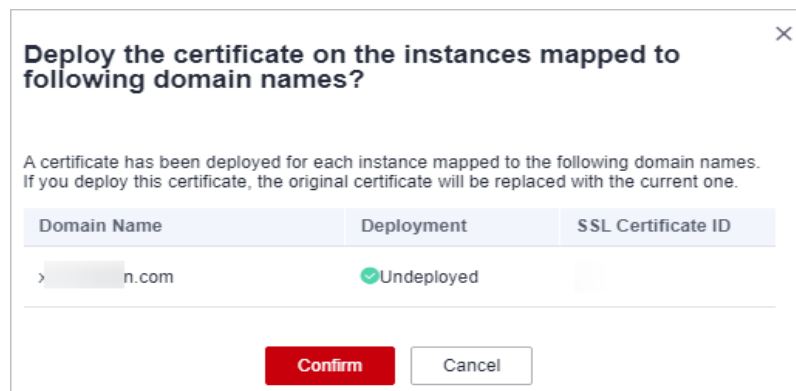 Deploy the certificate on the instances mapped to
following domain names?
A certificate has been deployed for each instance mapped to the following domain names.
If you deploy this certificate, the original certificate will be replaced with the current one.
Domain Name Deployment SSL Certificate ID
n.com Undeployed
Confirm Cancel